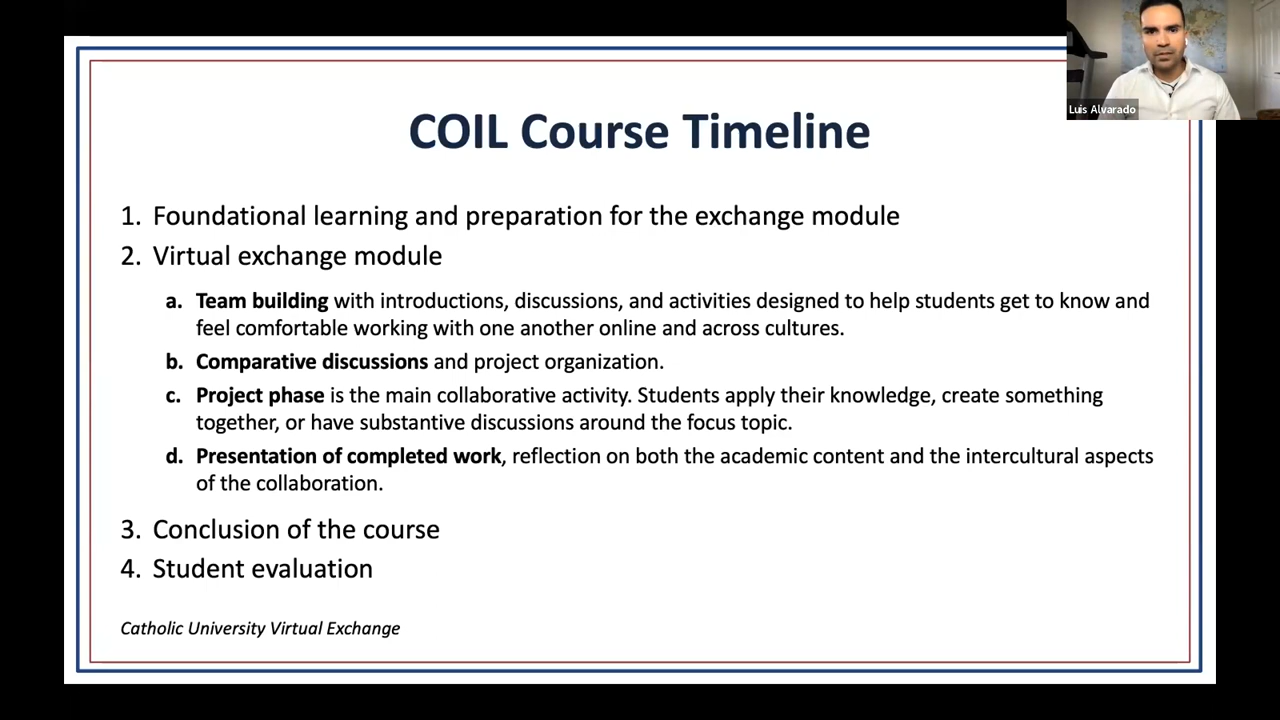 COIL Course Timeline
Luis Alvarado
1. Foundational learning and preparation for the exchange module
2. Virtual exchange module
a. Team building with introductions, discussions, and activities designed to help students get to know and
feel comfortable working with one another online and across cultures.
b. Comparative discussions and project organization.
c. Project phase is the main collaborative activity. Students apply their knowledge, create something
together, or have substantive discussions around the focus topic.
d. Presentation of completed work, reflection on both the academic content and the intercultural aspects
of the collaboration.
3. Conclusion of the course
4. Student evaluation
Catholic University Virtual Exchange